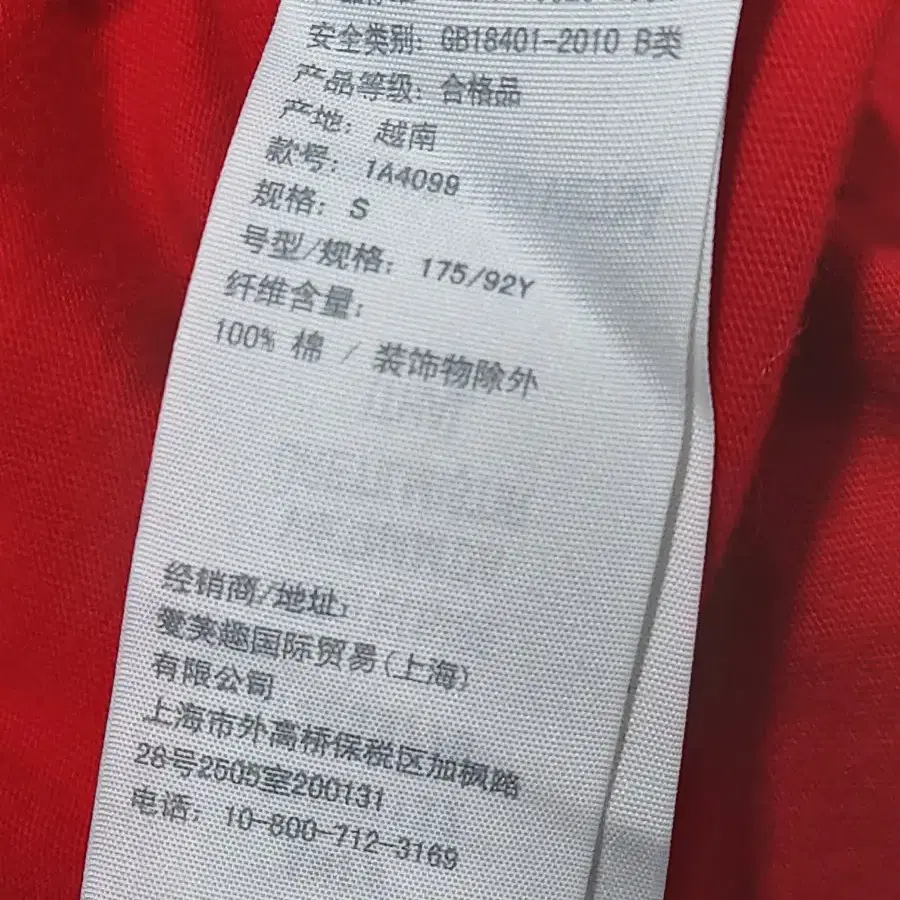 安全类别: GB18401-2010 B类
产品等级: 合格品
产地: 越南
款号: 1A4099
规格: S
号型/规格: 175/92Y
纤维含量:
100% 棉 / 装饰物除外
经销商/地址:
爱芙趣国际贸易(上海)
有限公司
上海市外高桥保税区加枫路
28号2505室200131
电话: 10-800-712-3169